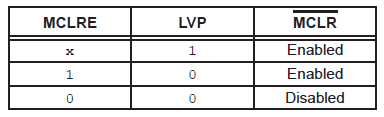 MCLRE LVP MCLR
x 1 Enabled
1 0 Enabled
0 0 Disabled